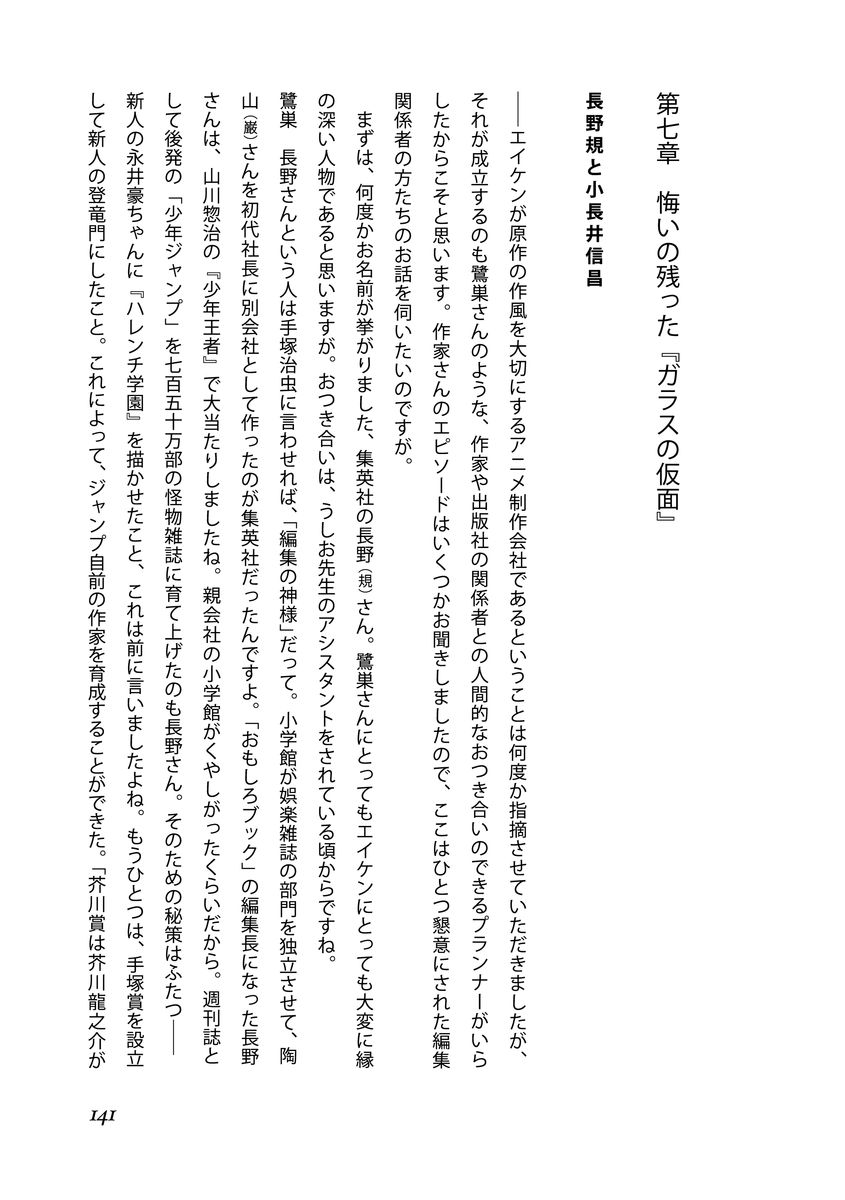 第七章　悔いの残った『ガラスの仮面』
長野規と小長井信昌
――エイケンが原作の作風を大切にするアニメ制作会社であるということは何度か指摘させていただきましたが、
それが成立するのも鷺巣さんのような、作家や出版社の関係者との人間的なおつき合いのできるプランナーがいら
したからこそと思います。作家さんのエピソードはいくつかお聞きしましたので、ここはひとつ懇意にされた編集
関係者の方たちのお話を伺いたいのですが。
　まずは、何度かお名前が挙がりました、集英社の長野（規）さん。鷺巣さんにとってもエイケンにとっても大変に縁
の深い人物であると思いますが。おつき合いは、うしお先生のアシスタントをされている頃からですね。
鷺巣　長野さんという人は手塚治虫に言わせれば、「編集の神様」だって。小学館が娯楽雑誌の部門を独立させて、陶
山（巌）さんを初代社長に別会社として作ったのが集英社だったんですよ。「おもしろブック」の編集長になった長野
さんは、山川惣治の『少年王者』で大当たりしましたね。親会社の小学館がくやしがったくらいだから。週刊誌と
して後発の「少年ジャンプ」を七百五十万部の怪物雑誌に育て上げたのも長野さん。そのための秘策はふたつ――
新人の永井豪ちゃんに『ハレンチ学園』を描かせたこと、これは前に言いましたよね。もうひとつは、手塚賞を設立
して新人の登竜門にしたこと。これによって、ジャンプ自前の作家を育成することができた。「芥川賞は芥川龍之介が
141